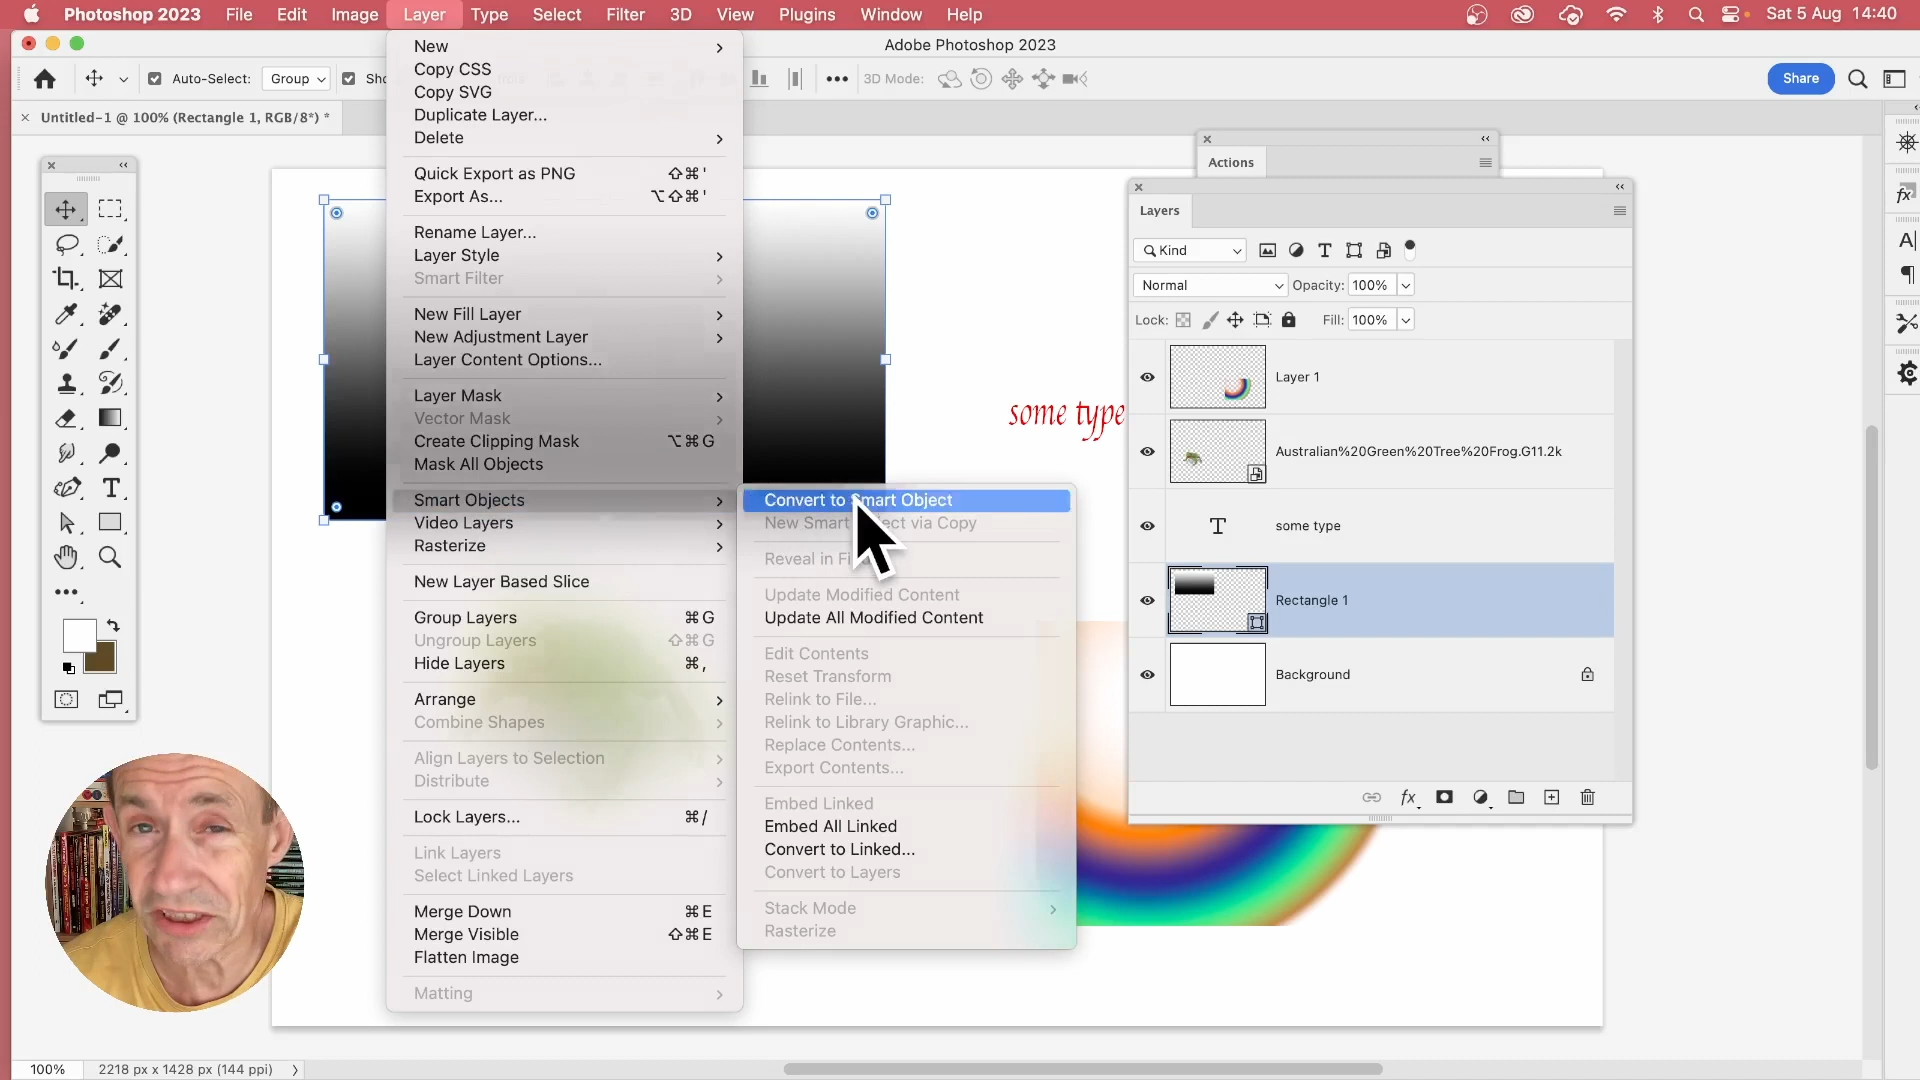 Photoshop 2023 File Edit Image Layer Type Select Filter 3D View Plugins Window Help Sat 5 Aug 14:40
Adobe Photoshop 2023
Auto-Select: Group 3D Mode: Share
Untitled-1 @ 100% (Rectangle 1, RGB/8*) *
New
Copy CSS
Copy SVG
Duplicate Layer...
Delete
Quick Export as PNG ⇧⌘'
Export As... ⌥⇧⌘'
Rename Layer...
Layer Style
Smart Filter
New Fill Layer
New Adjustment Layer
Layer Content Options...
Layer Mask
Vector Mask
Create Clipping Mask ⌥⌘G
Mask All Objects
Smart Objects
Video Layers
Rasterize
New Layer Based Slice
Group Layers ⌘G
Ungroup Layers ⇧⌘G
Hide Layers ⌘,
Arrange
Combine Shapes
Align Layers to Selection
Distribute
Lock Layers... ⌘/
Link Layers
Select Linked Layers
Merge Down ⌘E
Merge Visible ⇧⌘E
Flatten Image
Matting
Convert to Smart Object
New Smart Object via Copy
Reveal in
Update Modified Content
Update All Modified Content
Edit Contents
Reset Transform
Relink to File...
Relink to Library Graphic...
Replace Contents...
Export Contents...
Embed Linked
Embed All Linked
Convert to Linked...
Convert to Layers
Stack Mode
Rasterize
some type
Actions
Layers
Kind
Normal Opacity: 100%
Lock: Fill: 100%
Layer 1
Australian%20Green%20Tree%20Frog.G11.2k
some type
Rectangle 1
Background
100% 2218 px x 1428 px (144 ppi)